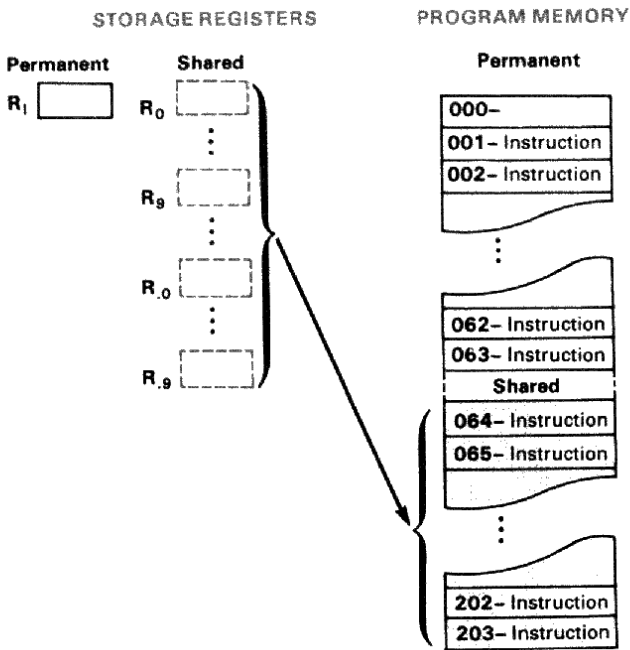 STORAGE REGISTERS
Permanent
Shared
R_I
R_0
R_9
R_.0
R_.9
PROGRAM MEMORY
Permanent
000–
001– Instruction
002– Instruction
062– Instruction
063– Instruction
Shared
064– Instruction
065– Instruction
202– Instruction
203– Instruction